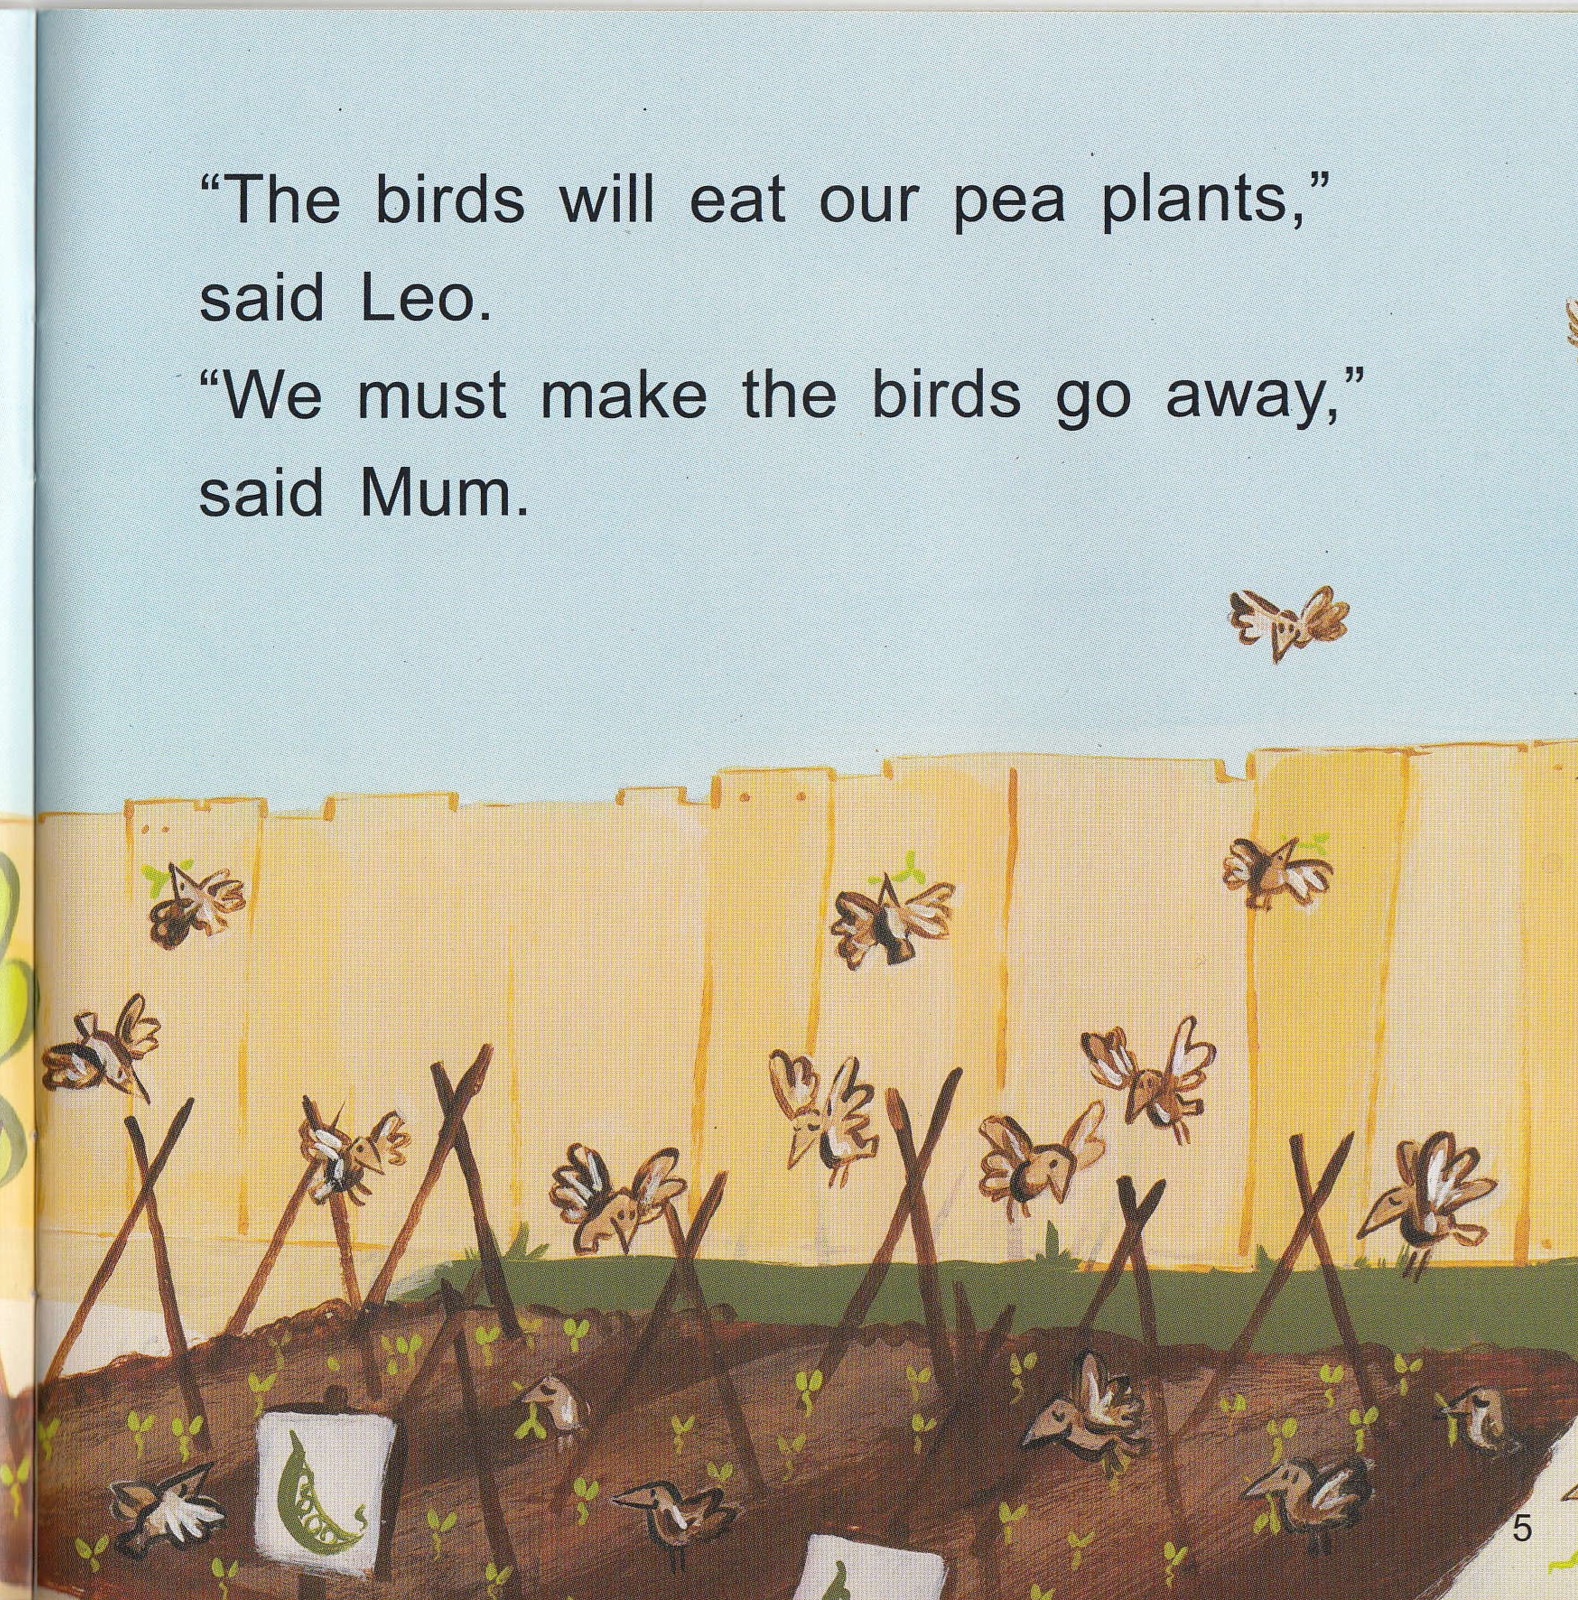 “The birds will eat our pea plants,”
said Leo.
“We must make the birds go away,”
said Mum.
5